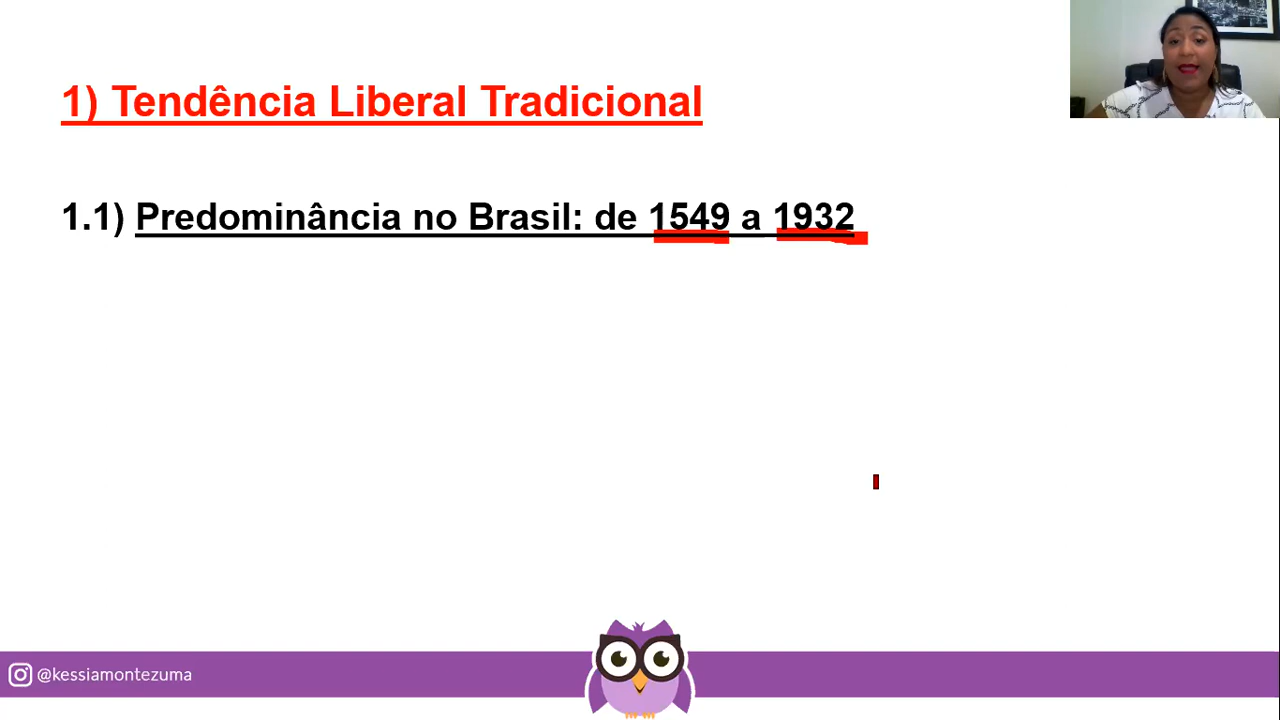 1) Tendência Liberal Tradicional
1.1) Predominância no Brasil: de 1549 a 1932
@kessiamontezuma